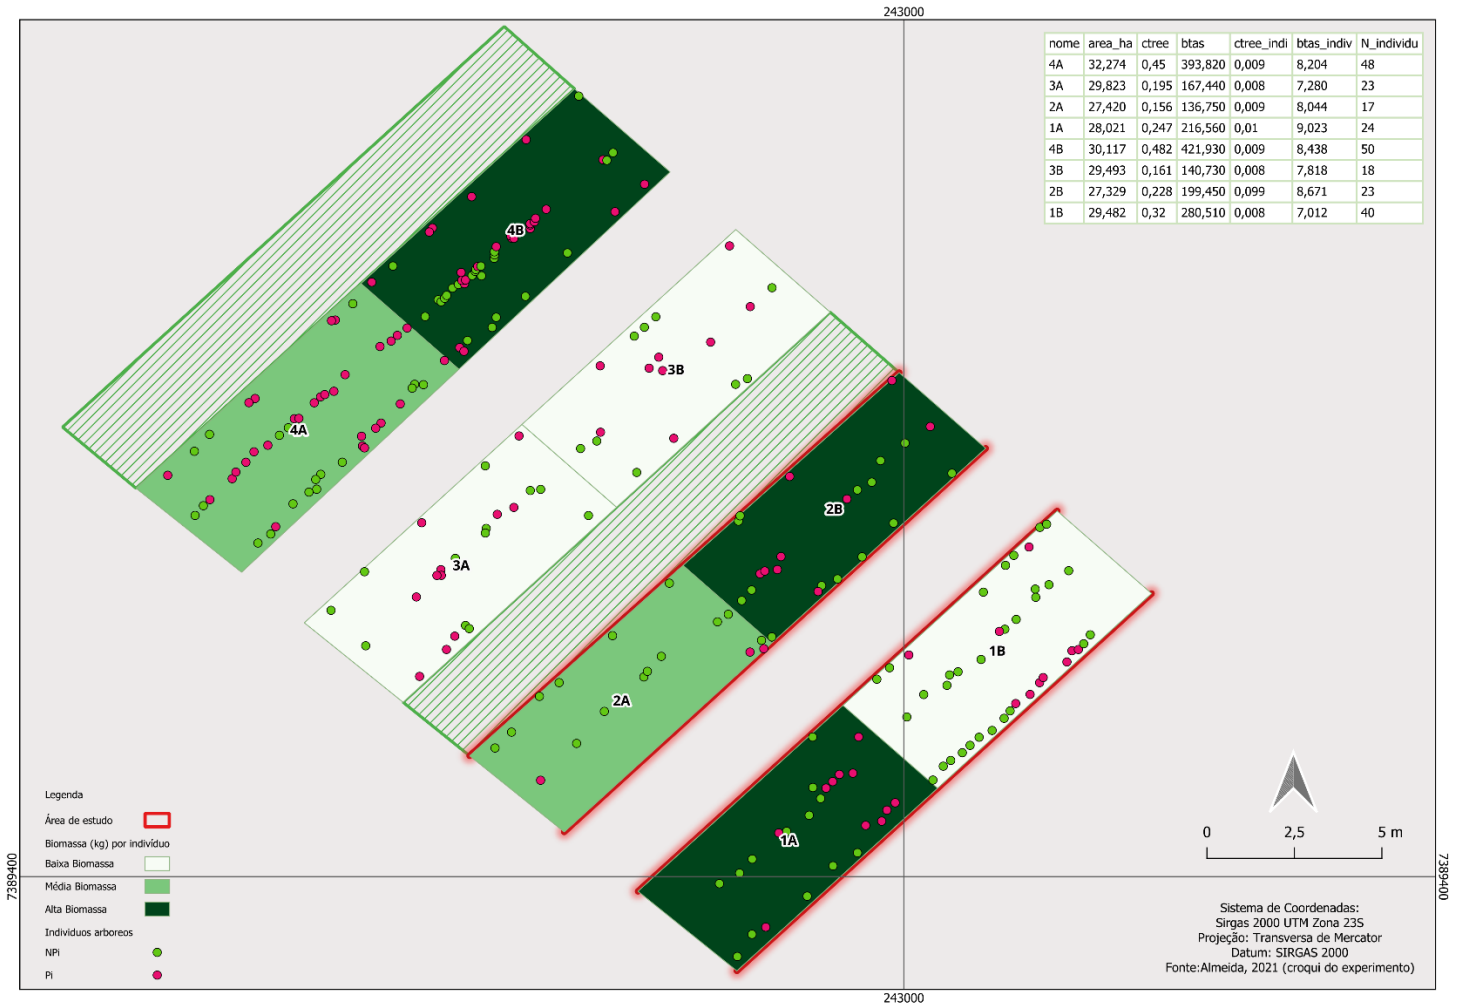 243000
nome area_ha ctree btas ctree_indi btas_indiv N_individu
4A 32,274 0,45 393,820 0,009 8,204 48
3A 29,823 0,195 167,440 0,008 7,280 23
2A 27,420 0,156 136,750 0,009 8,044 17
1A 28,021 0,247 216,560 0,01 9,023 24
4B 30,117 0,482 421,930 0,009 8,438 50
3B 29,493 0,161 140,730 0,008 7,818 18
2B 27,329 0,228 199,450 0,099 8,671 23
1B 29,482 0,32 280,510 0,008 7,012 40
4B
3B
4A
2B
3A
1B
2A
1A
Legenda
Área de estudo
Biomassa (kg) por indivíduo
Baixa Biomassa
Média Biomassa
Alta Biomassa
Individuos arboreos
NPi
Pi
7389400
0 2,5 5 m
7389400
Sistema de Coordenadas:
Sirgas 2000 UTM Zona 23S
Projeção: Transversa de Mercator
Datum: SIRGAS 2000
Fonte:Almeida, 2021 (croqui do experimento)
243000